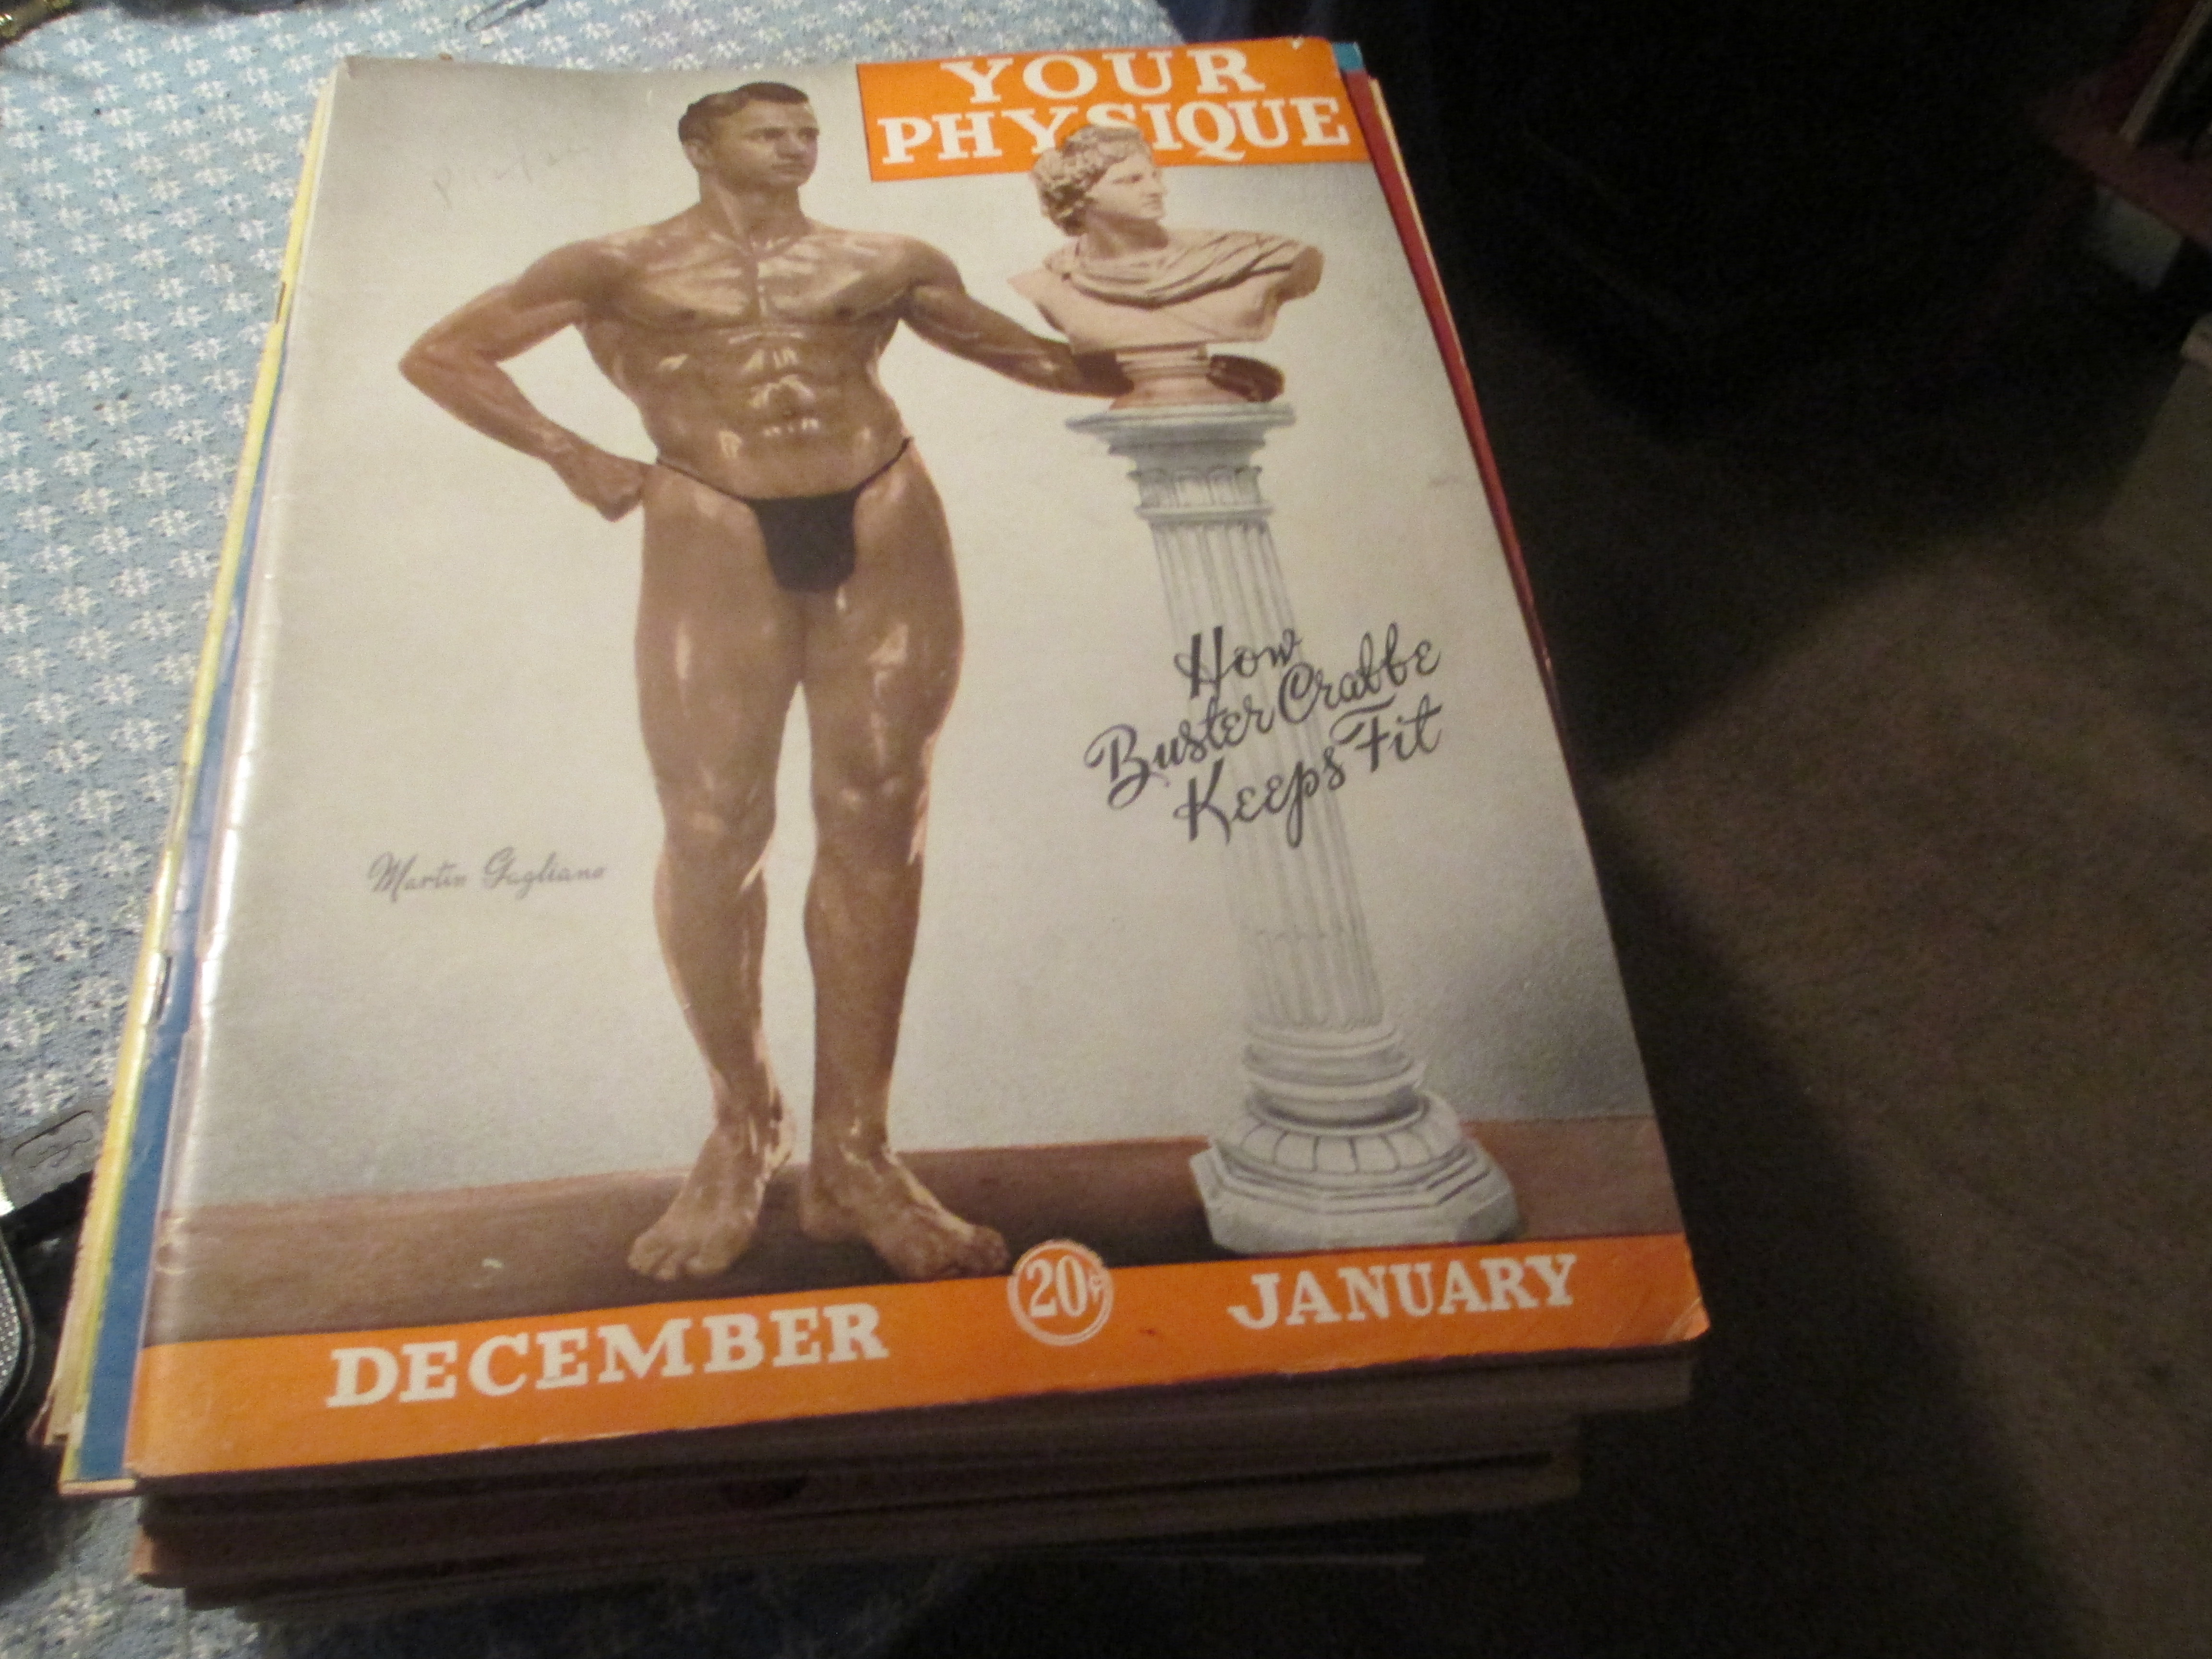 YOUR
PHYSIQUE
How
Buster Crabbe
Keeps Fit
Martin Gagliano
DECEMBER 20¢ JANUARY